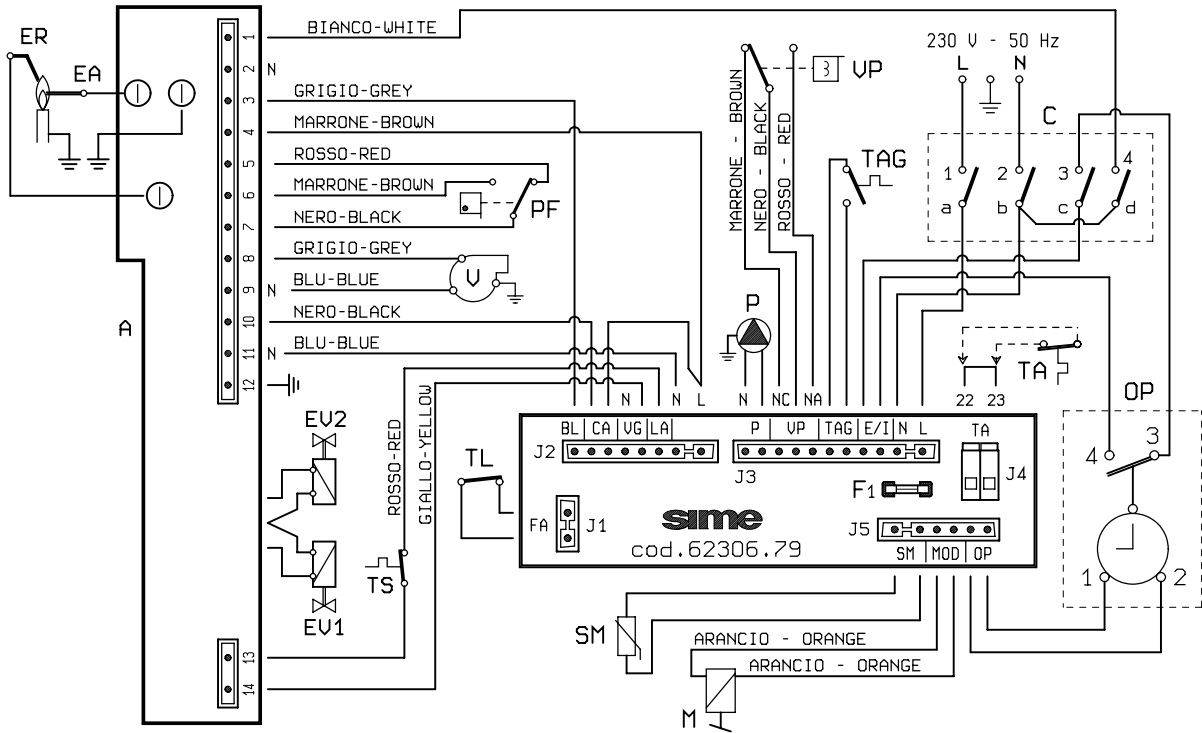 ER
EA
A
1
2
3
4
5
6
7
8
9
10
11
12
13
14
BIANCO-WHITE
N
GRIGIO-GREY
MARRONE-BROWN
ROSSO-RED
MARRONE-BROWN
PF
NERO-BLACK
GRIGIO-GREY
V
BLU-BLUE
N
NERO-BLACK
BLU-BLUE
N
EV2
EV1
ROSSO-RED
GIALLO-YELLOW
TS
TL
MARRONE - BROWN
NERO - BLACK
ROSSO - RED
VP
TAG
230 V - 50 Hz
L
N
C
1
2
3
4
a
b
c
d
P
TA
22
23
OP
N
N
L
N
P
NC
NA
BL
CA
VG
LA
P
VP
TAG
E/I
N
L
TA
J2
J3
J4
F1
FA
J1
sime
cod.62306.79
J5
SM
MOD
OP
4
3
1
2
SM
ARANCIO - ORANGE
ARANCIO - ORANGE
M